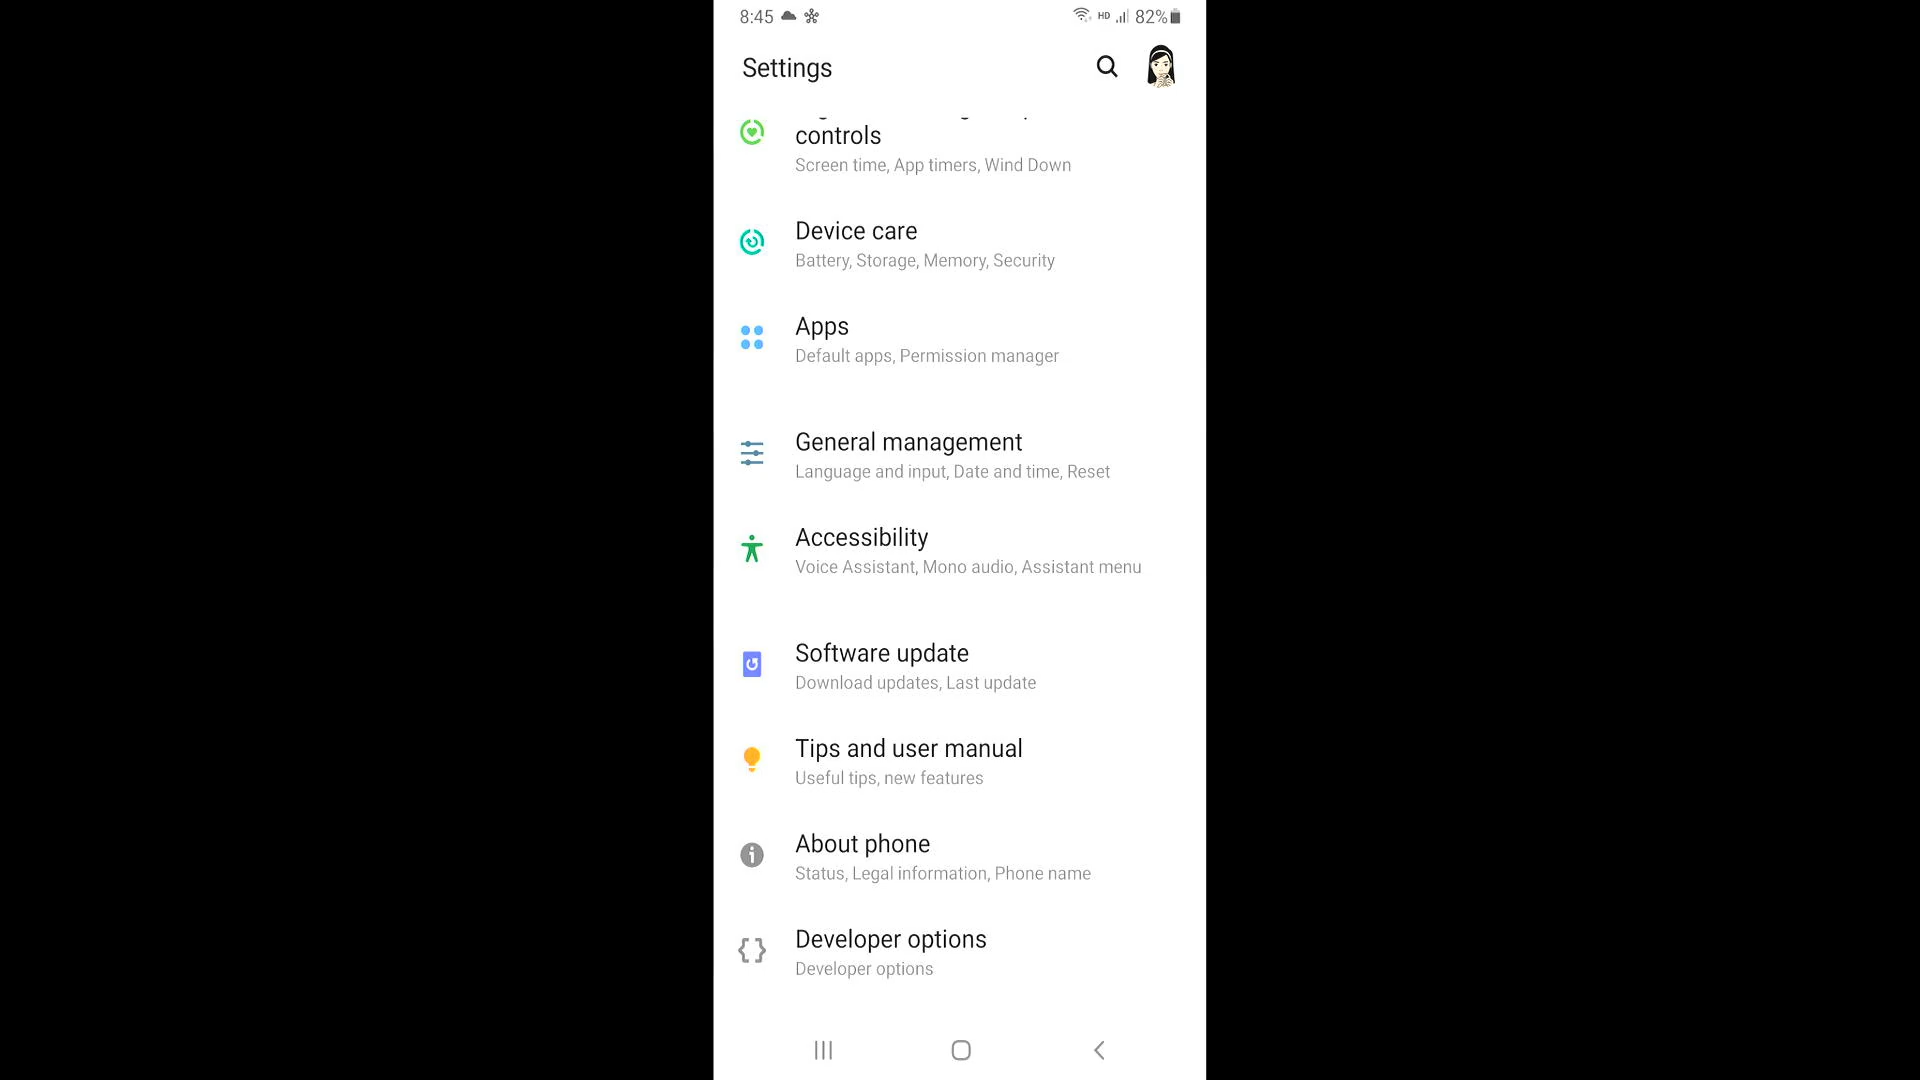 8:45 HD 82%
Settings
controls
Screen time, App timers, Wind Down
Device care
Battery, Storage, Memory, Security
Apps
Default apps, Permission manager
General management
Language and input, Date and time, Reset
Accessibility
Voice Assistant, Mono audio, Assistant menu
Software update
Download updates, Last update
Tips and user manual
Useful tips, new features
About phone
Status, Legal information, Phone name
Developer options
Developer options